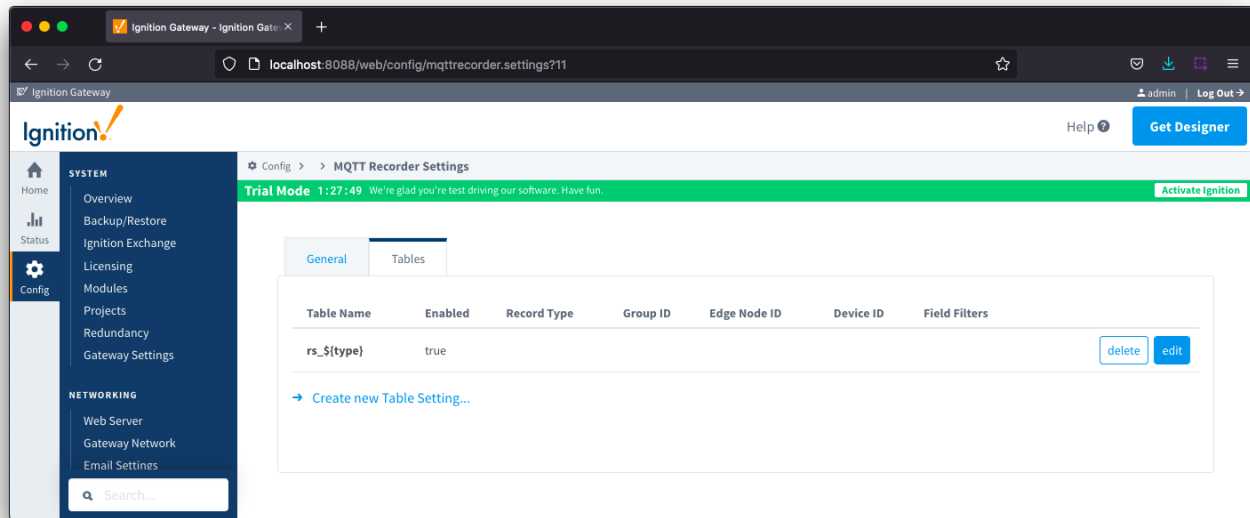 Ignition Gateway - Ignition Gate
localhost:8088/web/config/mqttrecorder.settings?11
Ignition Gateway
admin | Log Out
Ignition!
Help
Get Designer
Home
Status
Config
SYSTEM
Overview
Backup/Restore
Ignition Exchange
Licensing
Modules
Projects
Redundancy
Gateway Settings
NETWORKING
Web Server
Gateway Network
Email Settings
Search...
Config > > MQTT Recorder Settings
Trial Mode 1:27:49 We're glad you're test driving our software. Have fun.
Activate Ignition
General Tables
Table Name Enabled Record Type Group ID Edge Node ID Device ID Field Filters
rs_${type} true delete edit
Create new Table Setting...